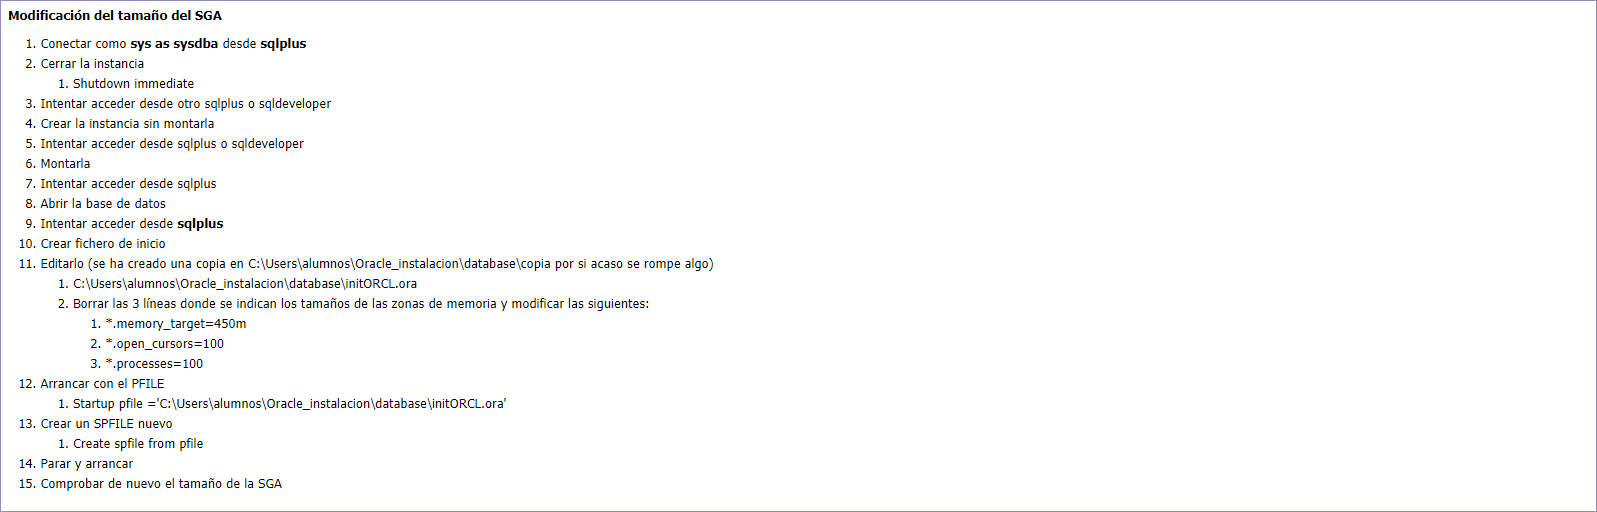 Modificación del tamaño del SGA
1. Conectar como sys as sysdba desde sqlplus
2. Cerrar la instancia
1. Shutdown immediate
3. Intentar acceder desde otro sqlplus o sqldeveloper
4. Crear la instancia sin montarla
5. Intentar acceder desde sqlplus o sqldeveloper
6. Montarla
7. Intentar acceder desde sqlplus
8. Abrir la base de datos
9. Intentar acceder desde sqlplus
10. Crear fichero de inicio
11. Editarlo (se ha creado una copia en C:\Users\alumnos\Oracle_instalacion\database\copia por si acaso se rompe algo)
1. C:\Users\alumnos\Oracle_instalacion\database\initORCL.ora
2. Borrar las 3 líneas donde se indican los tamaños de las zonas de memoria y modificar las siguientes:
1. *.memory_target=450m
2. *.open_cursors=100
3. *.processes=100
12. Arrancar con el PFILE
1. Startup pfile ='C:\Users\alumnos\Oracle_instalacion\database\initORCL.ora'
13. Crear un SPFILE nuevo
1. Create spfile from pfile
14. Parar y arrancar
15. Comprobar de nuevo el tamaño de la SGA